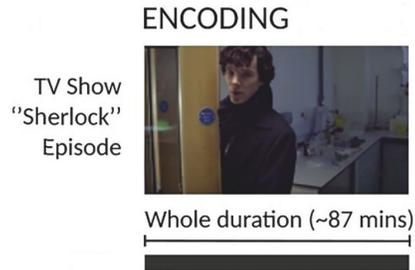 ENCODING
TV Show
‘’Sherlock’’
Episode
Whole duration (~87 mins)